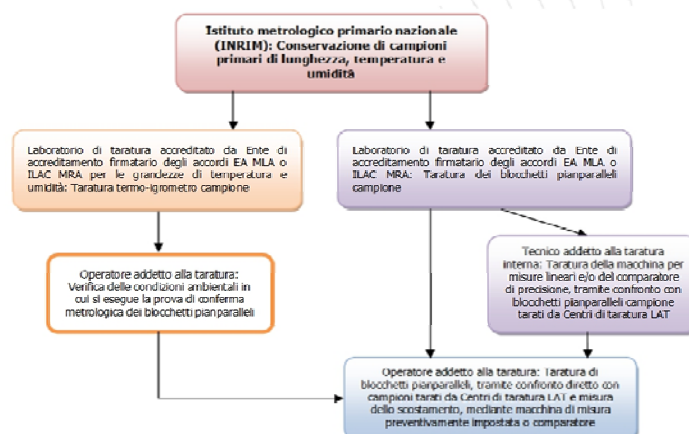 Istituto metrologico primario nazionale
(INRIM): Conservazione di campioni
primari di lunghezza, temperatura e
umidità
Laboratorio di taratura accreditato da Ente di
accreditamento firmatario degli accordi EA MLA o
ILAC MRA per le grandezze di temperatura e
umidità: Taratura termo-igrometro campione
Laboratorio di taratura accreditato da Ente di
accreditamento firmatario degli accordi EA MLA o
ILAC MRA: Taratura dei blocchetti pianparalleli
campione
Operatore addetto alla taratura:
Verifica delle condizioni ambientali in
cui si esegue la prova di conferma
metrologica dei blocchetti pianparalleli
Tecnico addetto alla taratura
interna: Taratura della macchina per
misure lineari e/o del comparatore
di precisione, tramite confronto con
blocchetti pianparalleli campione
tarati da Centri di taratura LAT
Operatore addetto alla taratura: Taratura di
blocchetti pianparalleli, tramite confronto diretto con
campioni tarati da Centri di taratura LAT e misura
dello scostamento, mediante macchina di misura
preventivamente impostata o comparatore